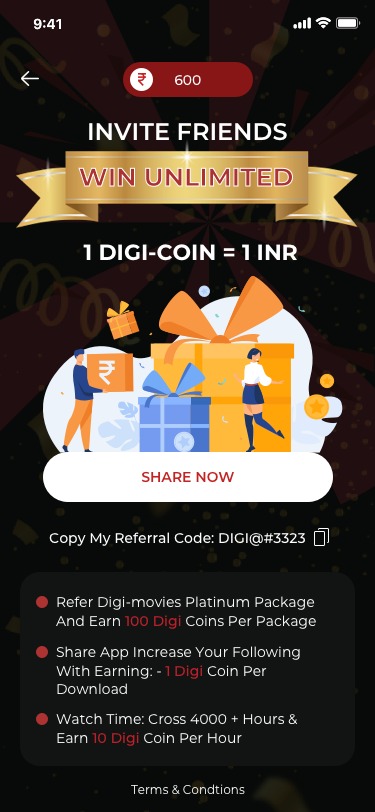 9:41
₹ 600
INVITE FRIENDS
WIN UNLIMITED
1 DIGI-COIN = 1 INR
₹
SHARE NOW
Copy My Referral Code: DIGI@#3323
Refer Digi-movies Platinum Package
And Earn 100 Digi Coins Per Package
Share App Increase Your Following
With Earning: - 1 Digi Coin Per
Download
Watch Time: Cross 4000 + Hours &
Earn 10 Digi Coin Per Hour
Terms & Condtions